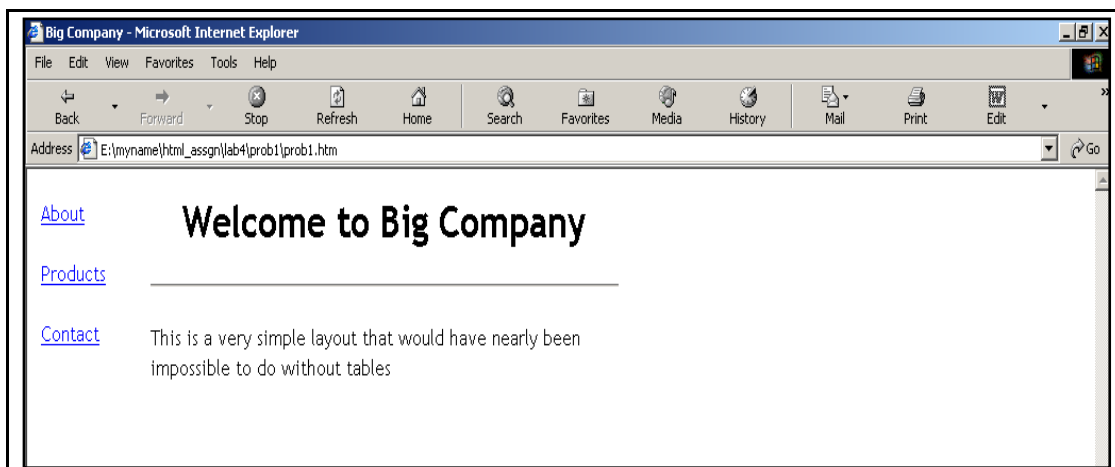 Big Company - Microsoft Internet Explorer
File Edit View Favorites Tools Help
Back Forward Stop Refresh Home Search Favorites Media History Mail Print Edit
Address E:\myname\html_assgn\lab4\prob1\prob1.htm Go
About
Welcome to Big Company
Products
Contact
This is a very simple layout that would have nearly been
impossible to do without tables